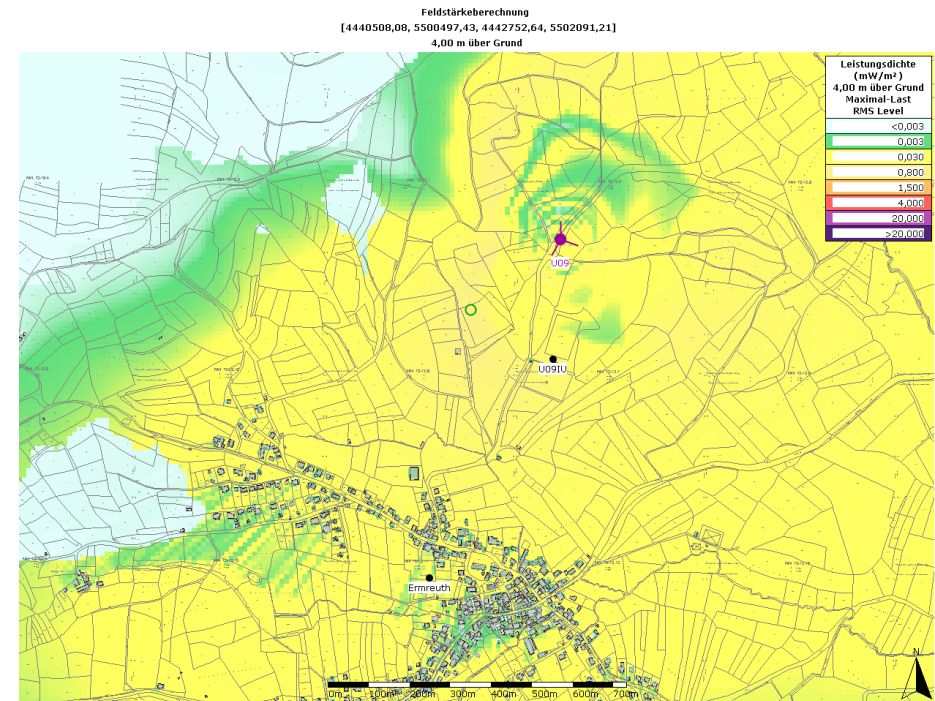 Feldstärkeberechnung
[4440508,08, 5500497,43, 4442752,64, 5502091,21]
4,00 m über Grund
Leistungsdichte
(mW/m²)
4,00 m über Grund
Maximal-Last
RMS Level
<0,003
0,003
0,030
0,800
1,500
4,000
20,000
>20,000
U09
U09IU
Ermreuth
N
0m 100m 200m 300m 400m 500m 600m 700m